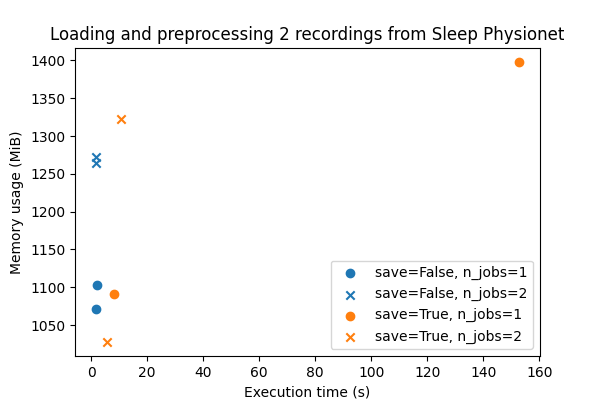 Loading and preprocessing 2 recordings from Sleep Physionet
Memory usage (MiB)
1400
1350
1300
1250
1200
1150
1100
1050
0 20 40 60 80 100 120 140 160
Execution time (s)
save=False, n_jobs=1
save=False, n_jobs=2
save=True, n_jobs=1
save=True, n_jobs=2